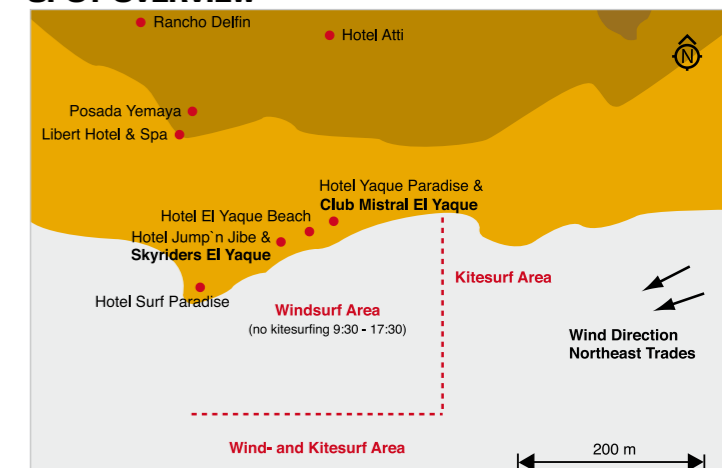 SPOT OVERVIEW
Rancho Delfin
Hotel Atti
N
Posada Yemaya
Libert Hotel & Spa
Hotel Yaque Paradise &
Club Mistral El Yaque
Hotel El Yaque Beach
Hotel Jump`n Jibe &
Skyriders El Yaque
Hotel Surf Paradise
Kitesurf Area
Windsurf Area
(no kitesurfing 9:30 - 17:30)
Wind Direction
Northeast Trades
Wind- and Kitesurf Area
200 m